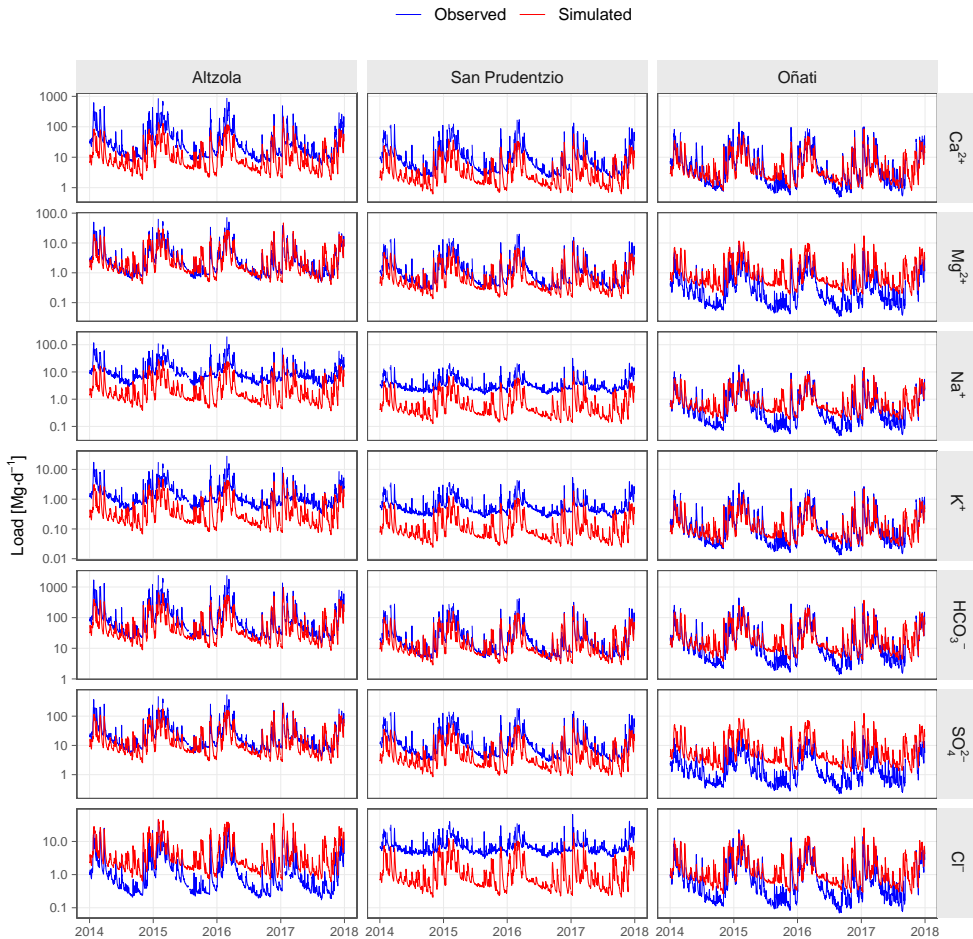 Observed Simulated
Altzola San Prudentzio Oñati
1000
100
10
1
Ca²⁺
100.0
10.0
1.0
0.1
Mg²⁺
100.0
10.0
1.0
0.1
Na⁺
10.00
1.00
0.10
0.01
K⁺
1000
100
10
1
HCO₃⁻
100
10
1
SO₄²⁻
10.0
1.0
0.1
Cl⁻
Load [Mg·d⁻¹]
2014 2015 2016 2017 2018 2014 2015 2016 2017 2018 2014 2015 2016 2017 2018